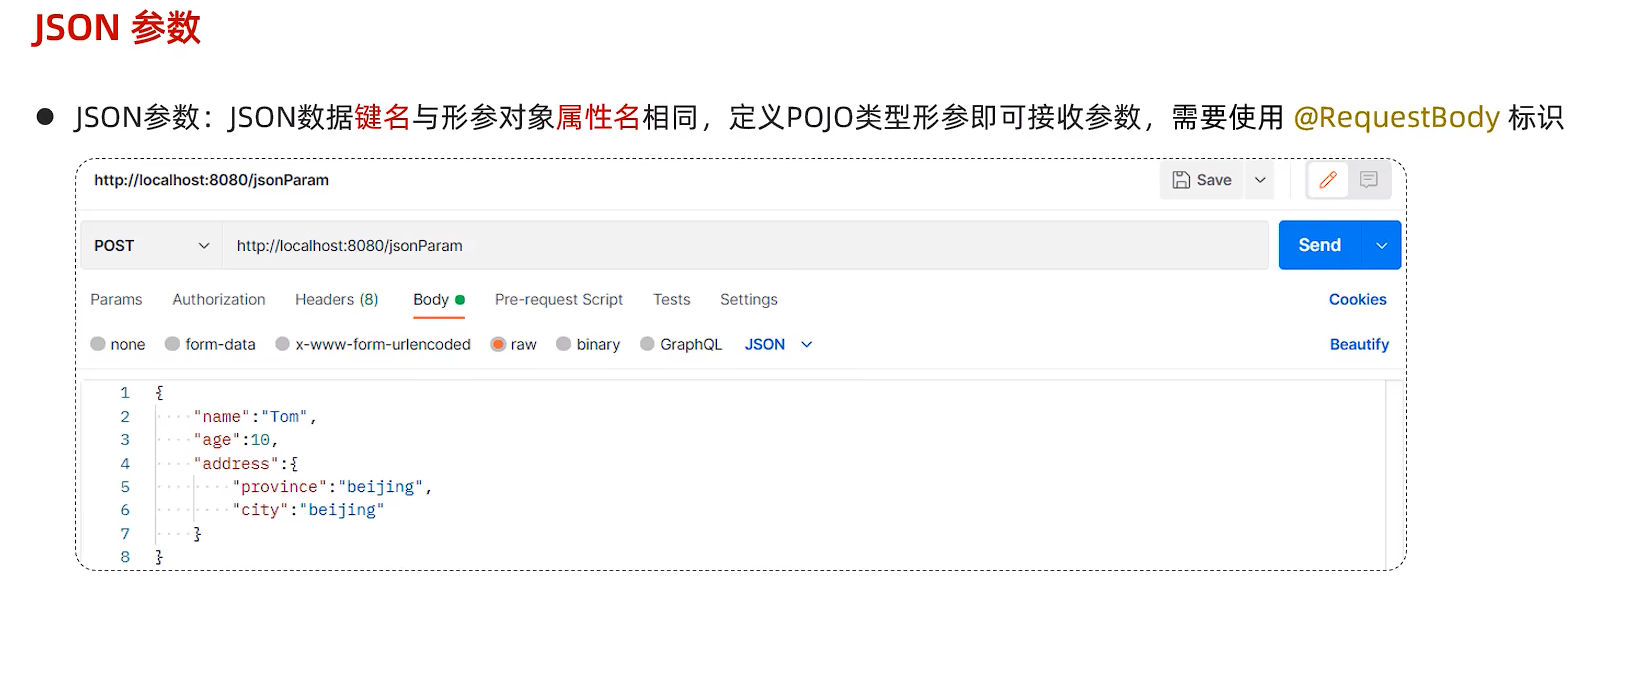 JSON 参数
● JSON参数：JSON数据键名与形参对象属性名相同，定义POJO类型形参即可接收参数，需要使用 @RequestBody 标识
http://localhost:8080/jsonParam Save
POST http://localhost:8080/jsonParam Send
Params Authorization Headers (8) Body Pre-request Script Tests Settings Cookies
none form-data x-www-form-urlencoded raw binary GraphQL JSON Beautify
1 {
2 ····"name":"Tom",
3 ····"age":10,
4 ····"address":{
5 ········"province":"beijing",
6 ········"city":"beijing"
7 ····}
8 }